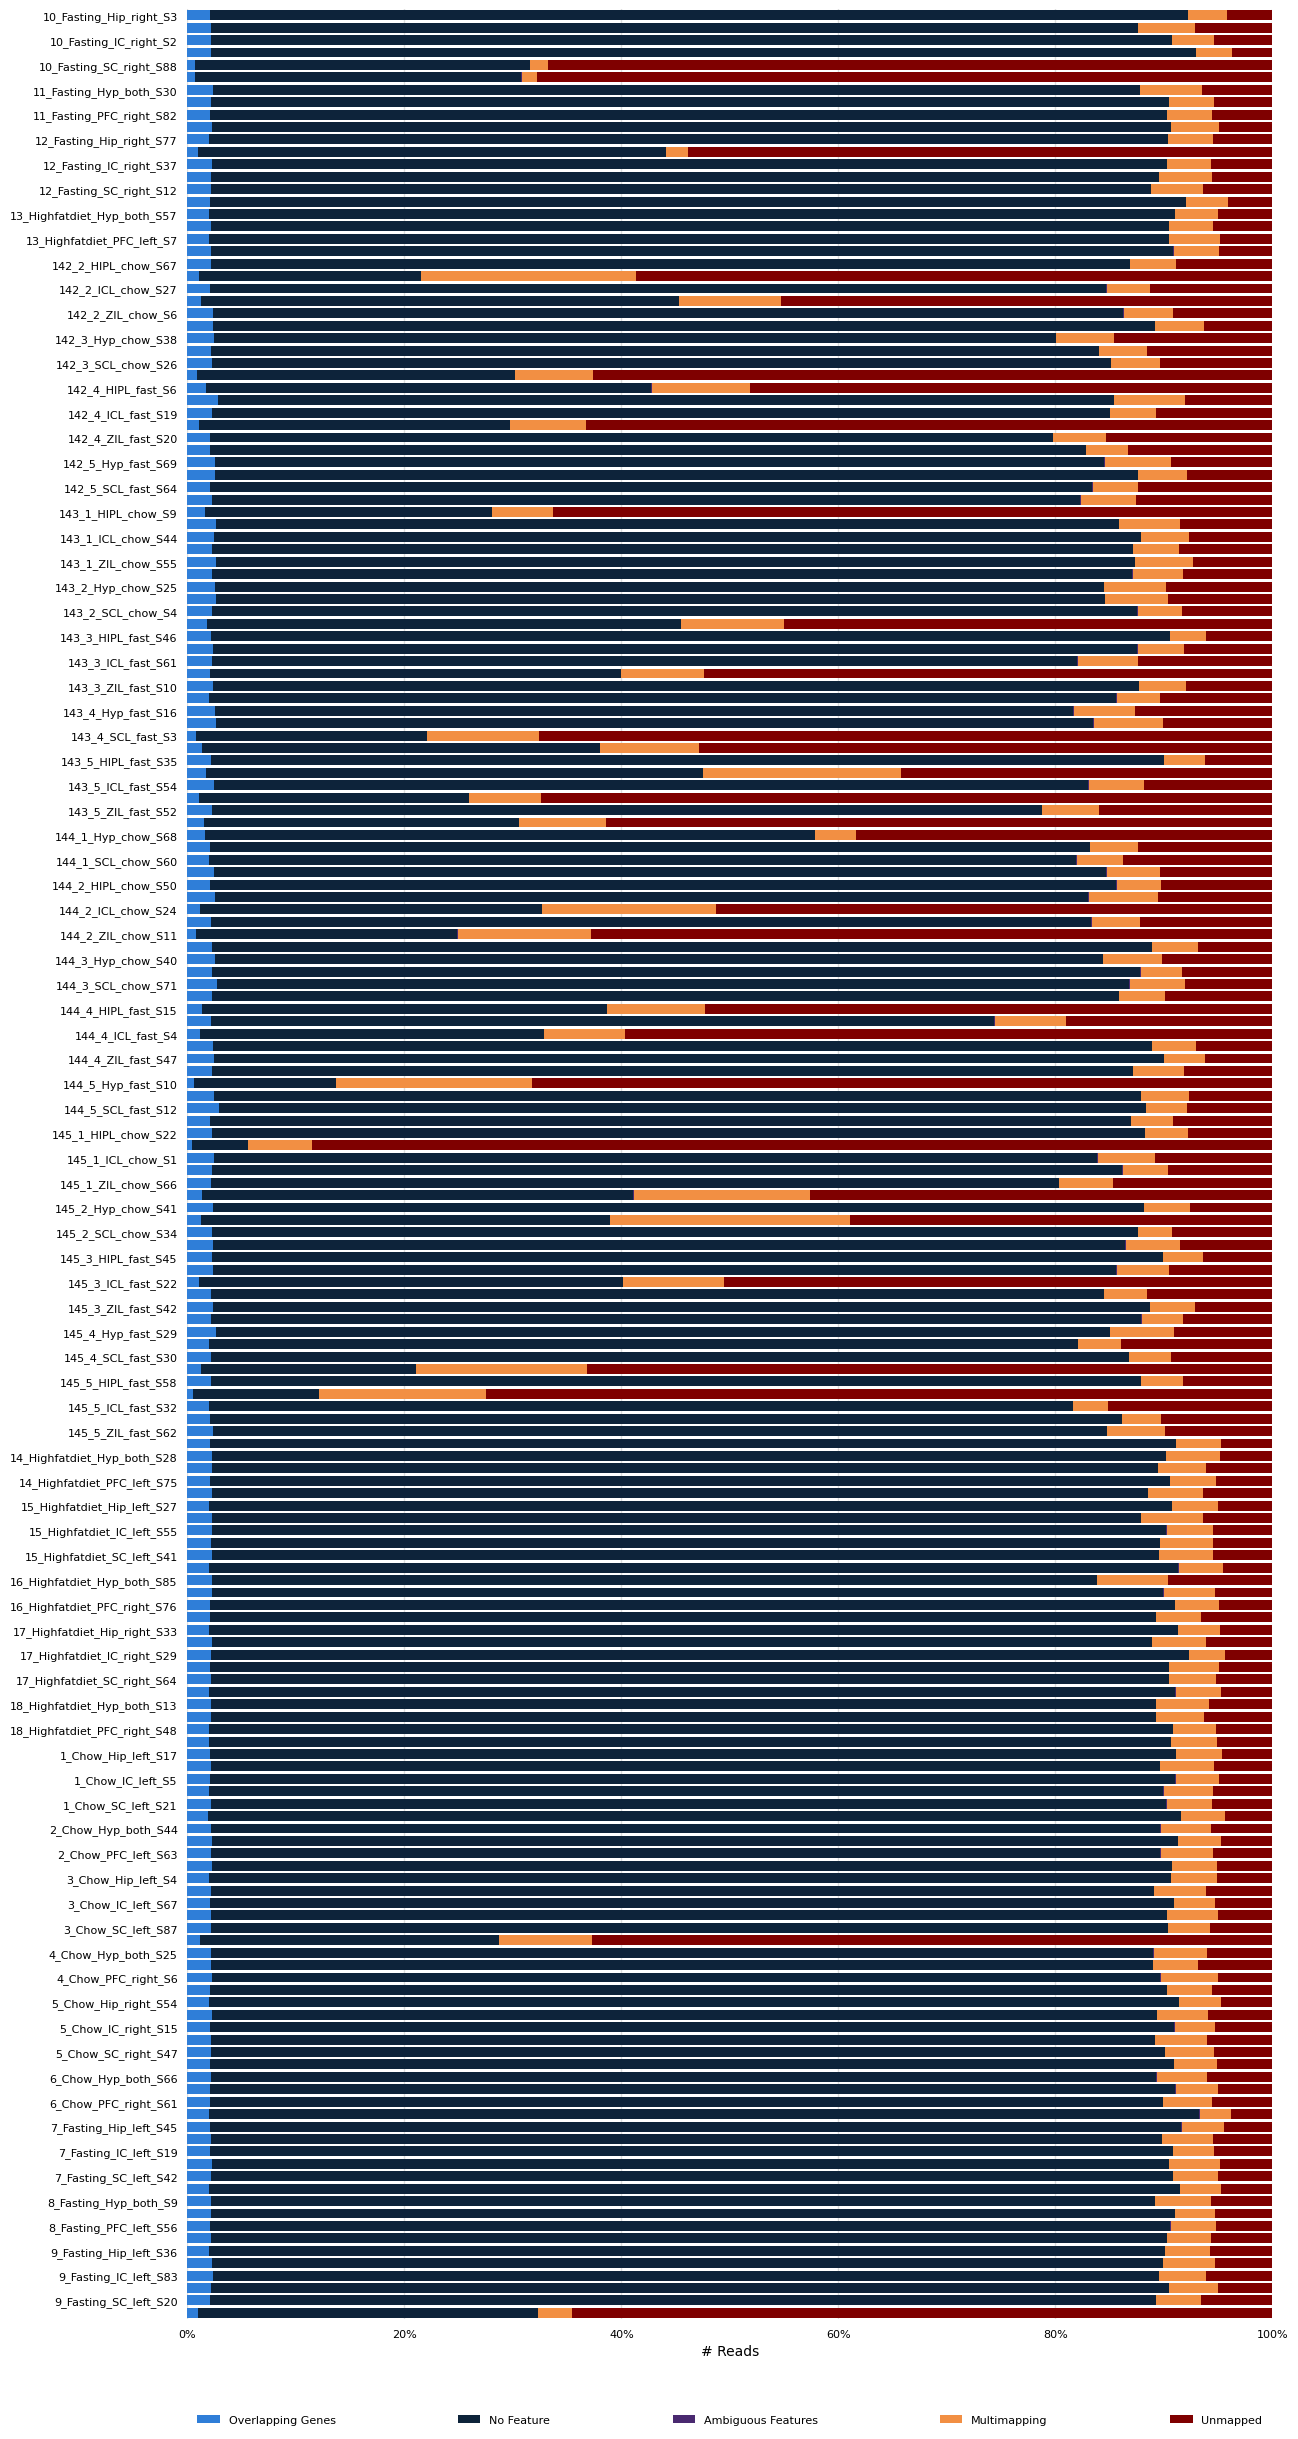 10_Fasting_Hip_right_S3
10_Fasting_IC_right_S2
10_Fasting_SC_right_S88
11_Fasting_Hyp_both_S30
11_Fasting_PFC_right_S82
12_Fasting_Hip_right_S77
12_Fasting_IC_right_S37
12_Fasting_SC_right_S12
13_Highfatdiet_Hyp_both_S57
13_Highfatdiet_PFC_left_S7
142_2_HIPL_chow_S67
142_2_ICL_chow_S27
142_2_ZIL_chow_S6
142_3_Hyp_chow_S38
142_3_SCL_chow_S26
142_4_HIPL_fast_S6
142_4_ICL_fast_S19
142_4_ZIL_fast_S20
142_5_Hyp_fast_S69
142_5_SCL_fast_S64
143_1_HIPL_chow_S9
143_1_ICL_chow_S44
143_1_ZIL_chow_S55
143_2_Hyp_chow_S25
143_2_SCL_chow_S4
143_3_HIPL_fast_S46
143_3_ICL_fast_S61
143_3_ZIL_fast_S10
143_4_Hyp_fast_S16
143_4_SCL_fast_S3
143_5_HIPL_fast_S35
143_5_ICL_fast_S54
143_5_ZIL_fast_S52
144_1_Hyp_chow_S68
144_1_SCL_chow_S60
144_2_HIPL_chow_S50
144_2_ICL_chow_S24
144_2_ZIL_chow_S11
144_3_Hyp_chow_S40
144_3_SCL_chow_S71
144_4_HIPL_fast_S15
144_4_ICL_fast_S4
144_4_ZIL_fast_S47
144_5_Hyp_fast_S10
144_5_SCL_fast_S12
145_1_HIPL_chow_S22
145_1_ICL_chow_S1
145_1_ZIL_chow_S66
145_2_Hyp_chow_S41
145_2_SCL_chow_S34
145_3_HIPL_fast_S45
145_3_ICL_fast_S22
145_3_ZIL_fast_S42
145_4_Hyp_fast_S29
145_4_SCL_fast_S30
145_5_HIPL_fast_S58
145_5_ICL_fast_S32
145_5_ZIL_fast_S62
14_Highfatdiet_Hyp_both_S28
14_Highfatdiet_PFC_left_S75
15_Highfatdiet_Hip_left_S27
15_Highfatdiet_IC_left_S55
15_Highfatdiet_SC_left_S41
16_Highfatdiet_Hyp_both_S85
16_Highfatdiet_PFC_right_S76
17_Highfatdiet_Hip_right_S33
17_Highfatdiet_IC_right_S29
17_Highfatdiet_SC_right_S64
18_Highfatdiet_Hyp_both_S13
18_Highfatdiet_PFC_right_S48
1_Chow_Hip_left_S17
1_Chow_IC_left_S5
1_Chow_SC_left_S21
2_Chow_Hyp_both_S44
2_Chow_PFC_left_S63
3_Chow_Hip_left_S4
3_Chow_IC_left_S67
3_Chow_SC_left_S87
4_Chow_Hyp_both_S25
4_Chow_PFC_right_S6
5_Chow_Hip_right_S54
5_Chow_IC_right_S15
5_Chow_SC_right_S47
6_Chow_Hyp_both_S66
6_Chow_PFC_right_S61
7_Fasting_Hip_left_S45
7_Fasting_IC_left_S19
7_Fasting_SC_left_S42
8_Fasting_Hyp_both_S9
8_Fasting_PFC_left_S56
9_Fasting_Hip_left_S36
9_Fasting_IC_left_S83
9_Fasting_SC_left_S20
0% 20% 40% 60% 80% 100%
# Reads
Overlapping Genes No Feature Ambiguous Features Multimapping Unmapped